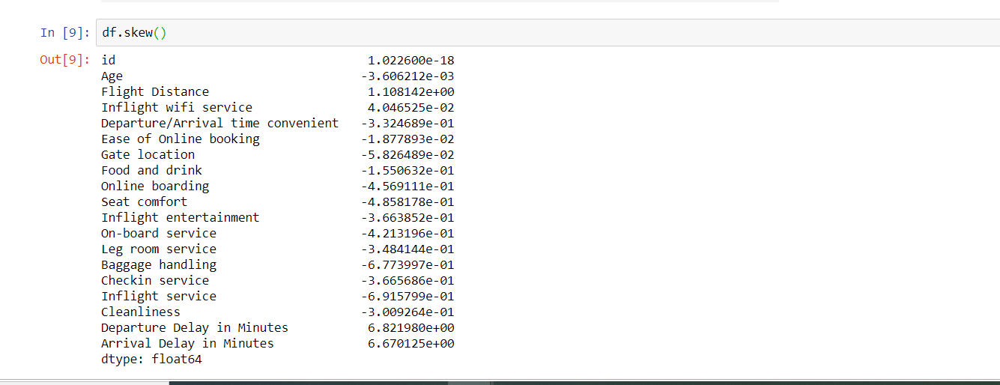 In [9]: df.skew()
Out[9]: id 1.022600e-18
Age -3.606212e-03
Flight Distance 1.108142e+00
Inflight wifi service 4.046525e-02
Departure/Arrival time convenient -3.324689e-01
Ease of Online booking -1.877893e-02
Gate location -5.826489e-02
Food and drink -1.550632e-01
Online boarding -4.569111e-01
Seat comfort -4.858178e-01
Inflight entertainment -3.663852e-01
On-board service -4.213196e-01
Leg room service -3.484144e-01
Baggage handling -6.773997e-01
Checkin service -3.665686e-01
Inflight service -6.915799e-01
Cleanliness -3.009264e-01
Departure Delay in Minutes 6.821980e+00
Arrival Delay in Minutes 6.670125e+00
dtype: float64